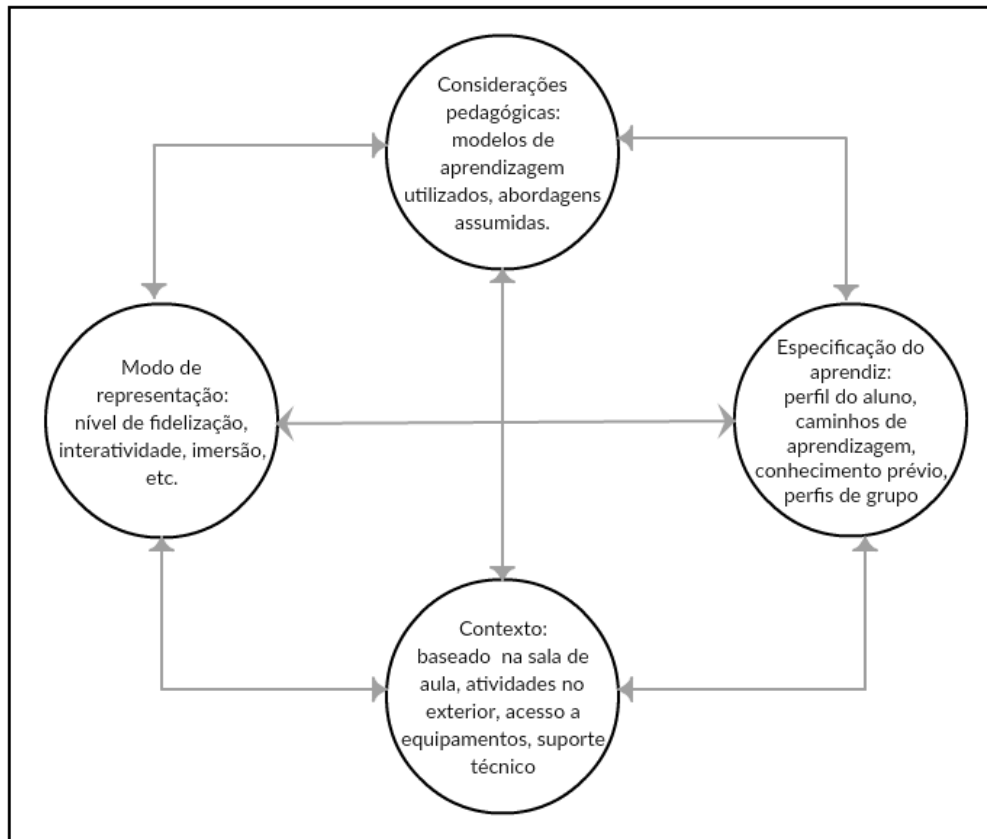 Considerações
pedagógicas:
modelos de
aprendizagem
utilizados, abordagens
assumidas.
Modo de
representação:
nível de fidelização,
interatividade, imersão,
etc.
Especificação do
aprendiz:
perfil do aluno,
caminhos de
aprendizagem,
conhecimento prévio,
perfis de grupo
Contexto:
baseado na sala de
aula, atividades no
exterior, acesso a
equipamentos, suporte
técnico